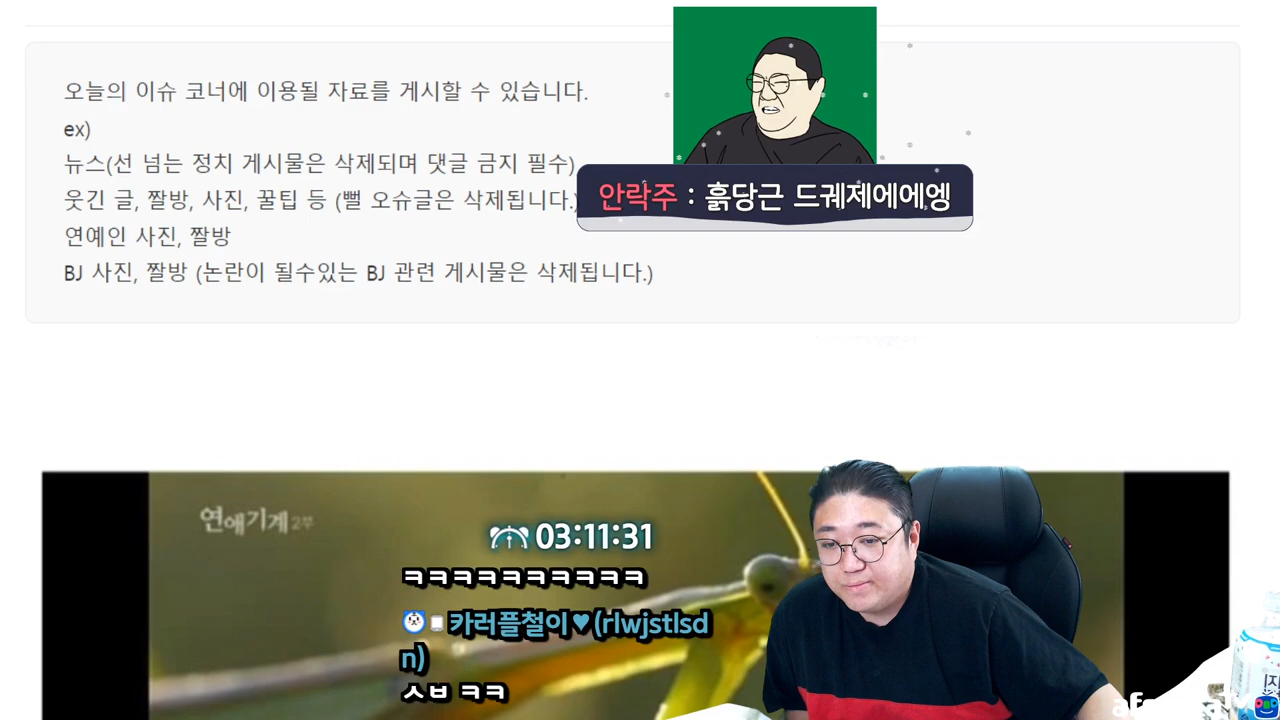 오늘의 이슈 코너에 이용될 자료를 게시할 수 있습니다.
ex)
뉴스(선 넘는 정치 게시물은 삭제되며 댓글 금지 필수)
웃긴 글, 짤방, 사진, 꿀팁 등 (뻘 오슈글은 삭제됩니다.)
연예인 사진, 짤방
BJ 사진, 짤방 (논란이 될수있는 BJ 관련 게시물은 삭제됩니다.)
안락주 : 흙당근 드궤제에에엥
연애기계 2부
03:11:31
ㅋㅋㅋㅋㅋㅋㅋㅋㅋㅋ
카러플철이♥(rlwjstlsd
n)
ㅅㅂ ㅋㅋ